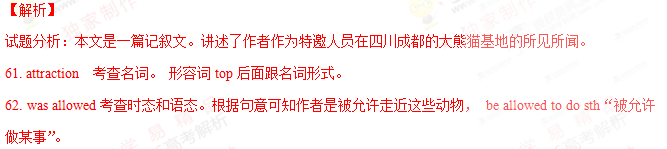 【解析】
试题分析：本文是一篇记叙文。讲述了作者作为特邀人员在四川成都的大熊猫基地的所见所闻。
61. attraction 考查名词。 形容词 top 后面跟名词形式。
62. was allowed 考查时态和语态。根据句意可知作者是被允许走近这些动物， be allowed to do sth “被允许
做某事”。